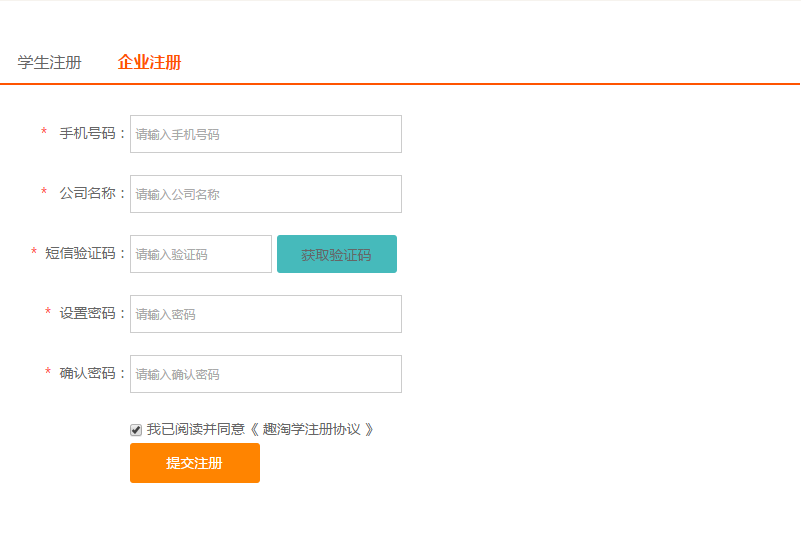 学生注册 企业注册
* 手机号码： 请输入手机号码
* 公司名称： 请输入公司名称
* 短信验证码： 请输入验证码 获取验证码
* 设置密码： 请输入密码
* 确认密码： 请输入确认密码
我已阅读并同意《 趣淘学注册协议 》
提交注册